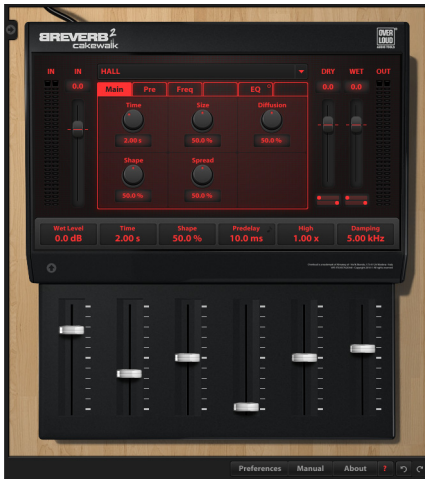 BREVERB 2
cakewalk
OVER
LOUD
IN IN HALL DRY WET OUT
0.0 0.0 0.0
Main Pre Freq EQ
Time Size Diffusion
2.00 s 50.0 % 50.0 %
Shape Spread
50.0 % 50.0 %
Wet Level Time Shape Predelay High Damping
0.0 dB 2.00 s 50.0 % 10.0 ms 1.00 x 5.00 kHz
Preferences Manual About ?